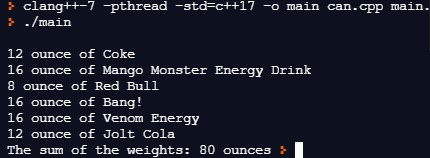 > clang++-7 -pthread -std=c++17 -o main can.cpp main.
> ./main
12 ounce of Coke
16 ounce of Mango Monster Energy Drink
8 ounce of Red Bull
16 ounce of Bang!
16 ounce of Venom Energy
12 ounce of Jolt Cola
The sum of the weights: 80 ounces >